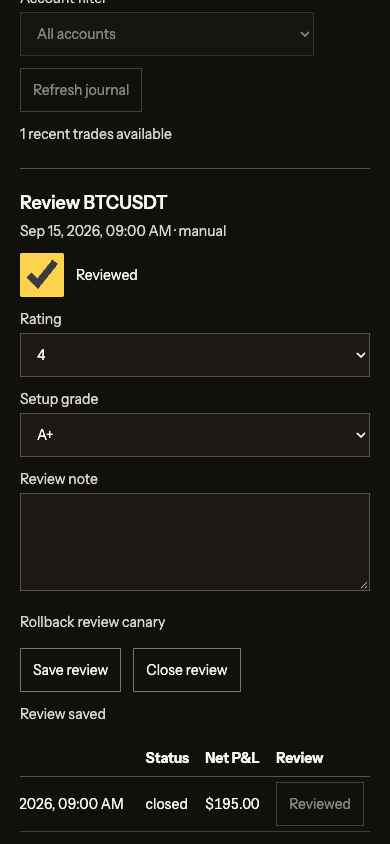 Account filter
All accounts
Refresh journal
1 recent trades available
Review BTCUSDT
Sep 15, 2026, 09:00 AM · manual
Reviewed
Rating
4
Setup grade
A+
Review note
Rollback review canary
Save review
Close review
Review saved
Status Net P&L Review
2026, 09:00 AM closed $195.00 Reviewed